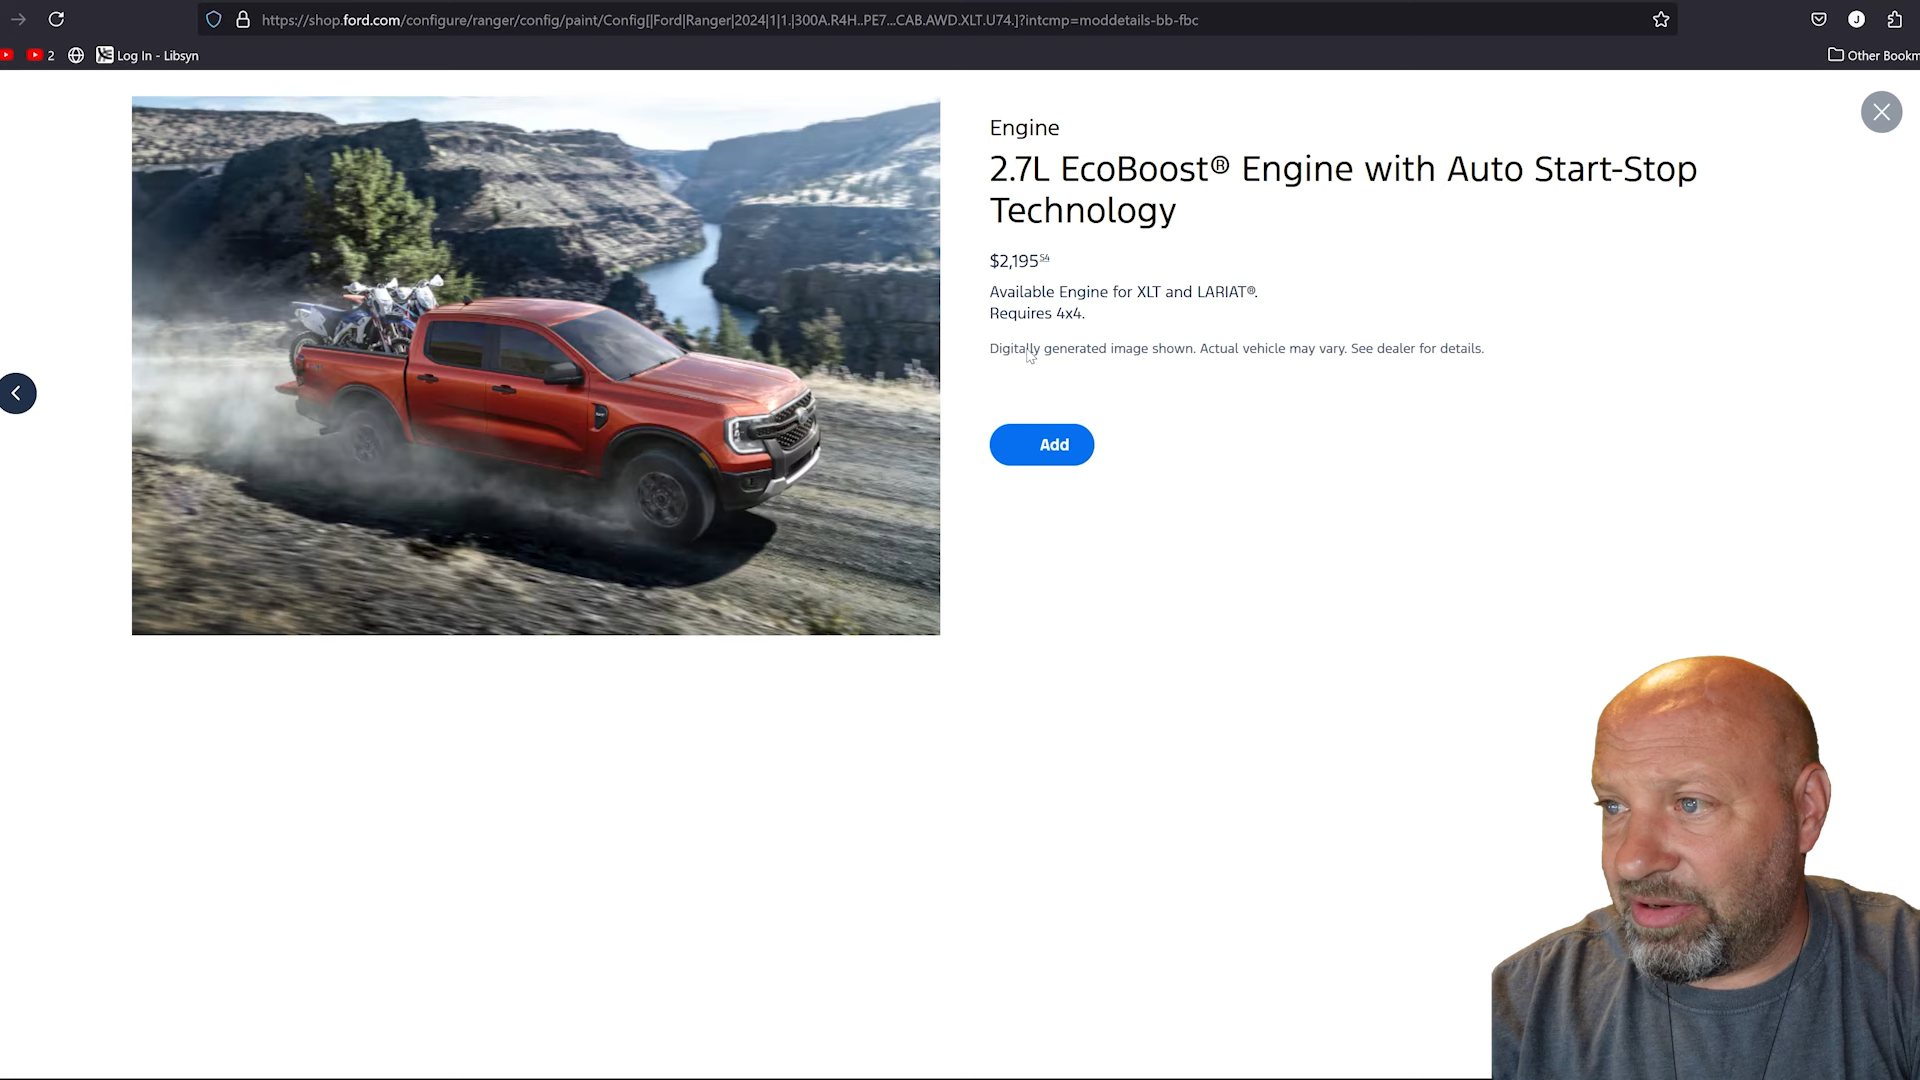 https://shop.ford.com/configure/ranger/config/paint/Config[|Ford|Ranger|2024|1|1.|300A.R4H..PE7...CAB.AWD.XLT.U74.]?intcmp=moddetails-bb-fbc
J
2
Log In - Libsyn
Other Bookm
Engine
2.7L EcoBoost® Engine with Auto Start-Stop
Technology
$2,195 54
Available Engine for XLT and LARIAT®.
Requires 4x4.
Digitally generated image shown. Actual vehicle may vary. See dealer for details.
Add